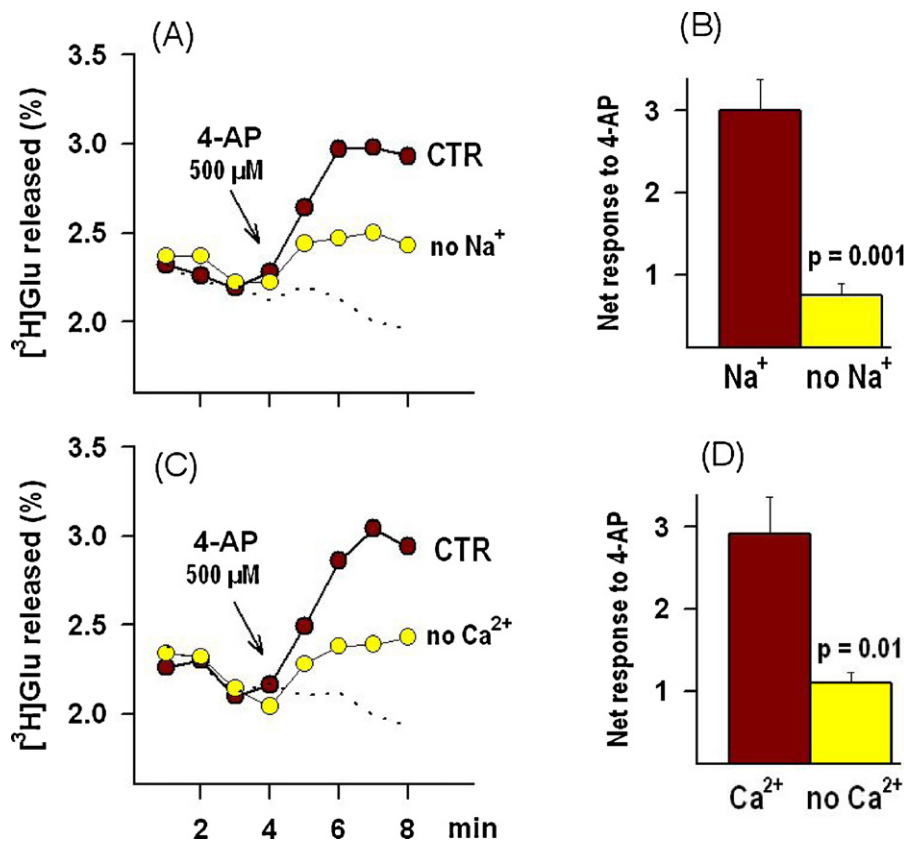 (A)
[³H]Glu released (%)
3.5
3.0
2.5
2.0
4-AP
500 µM
CTR
no Na⁺
(B)
Net response to 4-AP
3
2
1
p = 0.001
Na⁺ no Na⁺
(C)
[³H]Glu released (%)
3.5
3.0
2.5
2.0
4-AP
500 µM
CTR
no Ca²⁺
2 4 6 8 min
(D)
Net response to 4-AP
3
2
1
p = 0.01
Ca²⁺ no Ca²⁺